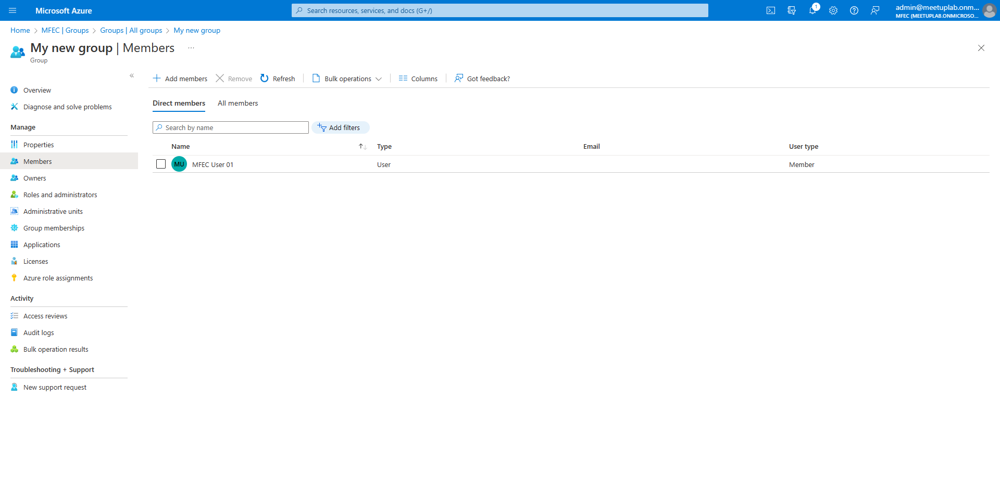 Microsoft Azure
Search resources, services, and docs (G+/)
1
admin@meetuplab.onm...
MFEC (MEETUPLAB.ONMICROSO...
Home > MFEC | Groups > Groups | All groups > My new group
My new group | Members ...
Group
«
Add members
Remove
Refresh
Bulk operations
Columns
Got feedback?
Overview
Diagnose and solve problems
Manage
Properties
Members
Owners
Roles and administrators
Administrative units
Group memberships
Applications
Licenses
Azure role assignments
Activity
Access reviews
Audit logs
Bulk operation results
Troubleshooting + Support
New support request
Direct members
All members
Search by name
Add filters
Name Type Email User type
MU MFEC User 01 User Member